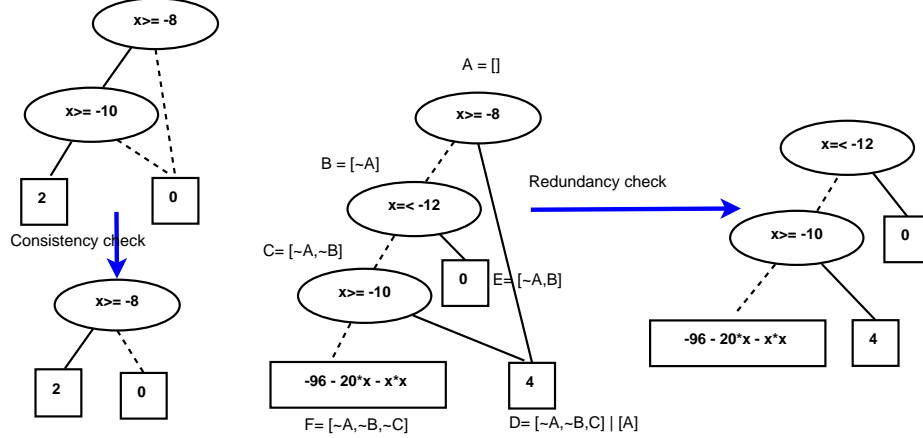 x>= -8
x>= -10
2
0
Consistency check
x>= -8
2
0
A = []
x>= -8
B = [~A]
x=< -12
C= [~A,~B]
0
E= [~A,B]
x>= -10
-96 - 20*x - x*x
4
F= [~A,~B,~C]
D= [~A,~B,C] | [A]
Redundancy check
x=< -12
0
x>= -10
-96 - 20*x - x*x
4